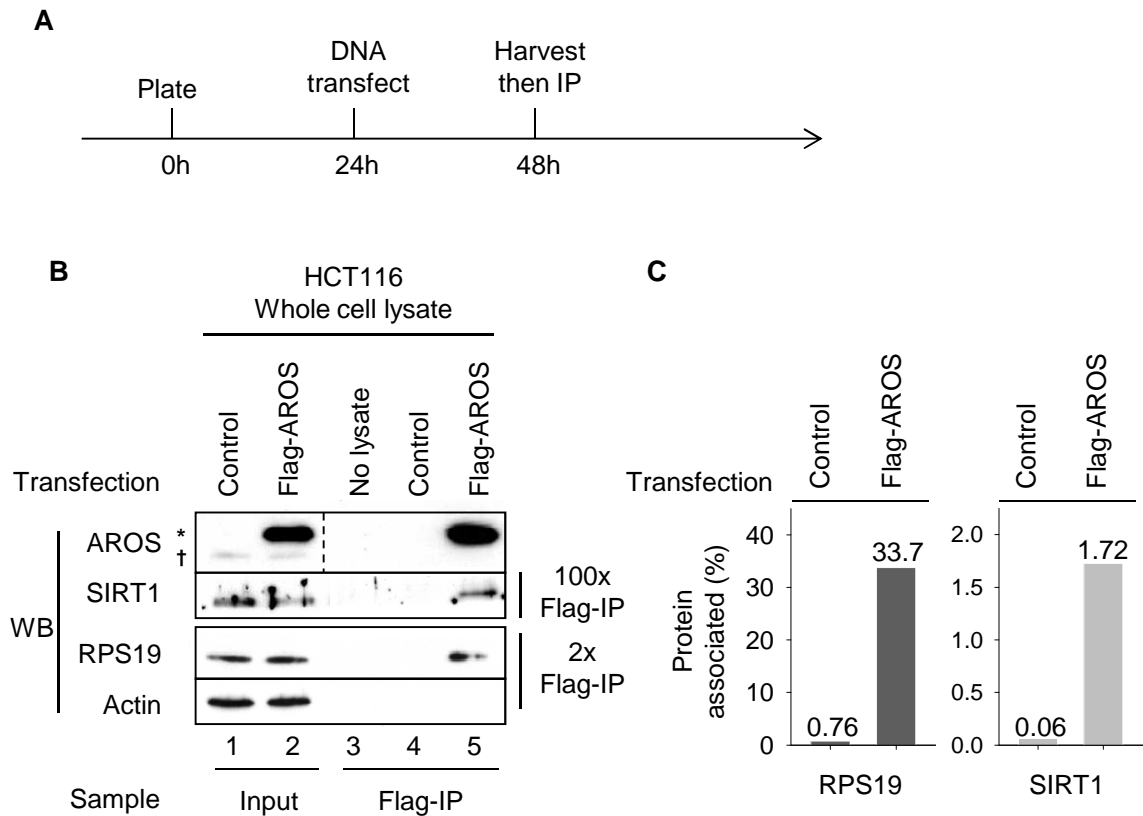 A
Plate
DNA
transfect
Harvest
then IP
0h
24h
48h
B
HCT116
Whole cell lysate
Transfection
Control
Flag-AROS
No lysate
Control
Flag-AROS
WB
AROS
*
†
SIRT1
RPS19
Actin
100x
Flag-IP
2x
Flag-IP
1 2 3 4 5
Sample
Input
Flag-IP
C
Transfection
Control
Flag-AROS
Control
Flag-AROS
Protein
associated (%)
40
30
20
10
0
0.76
33.7
RPS19
2.0
1.5
1.0
0.5
0.0
0.06
1.72
SIRT1